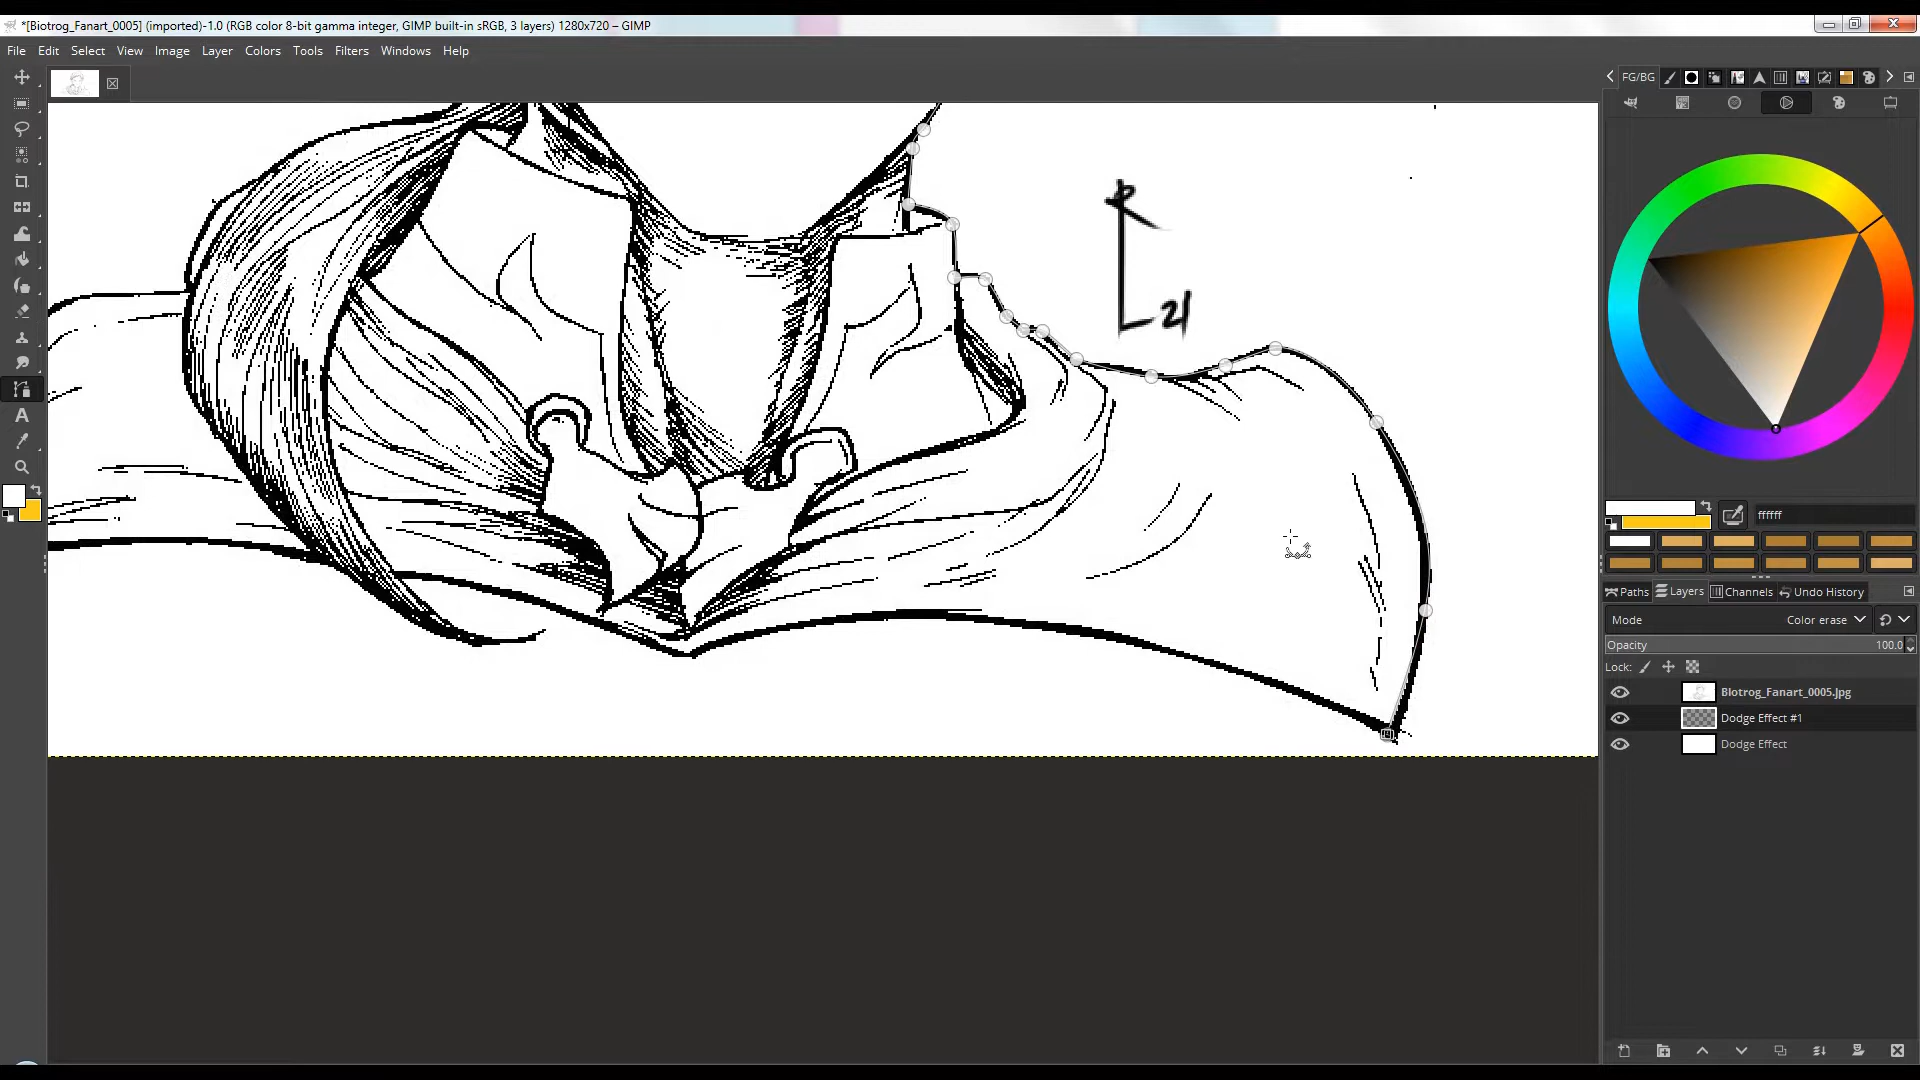 *[Biotrog_Fanart_0005] (imported)-1.0 (RGB color 8-bit gamma integer, GIMP built-in sRGB, 3 layers) 1280x720 – GIMP
File Edit Select View Image Layer Colors Tools Filters Windows Help
FG/BG
21
ffffff
Paths Layers Channels Undo History
Mode Color erase
Opacity 100.0
Lock:
Biotrog_Fanart_0005.jpg
Dodge Effect #1
Dodge Effect